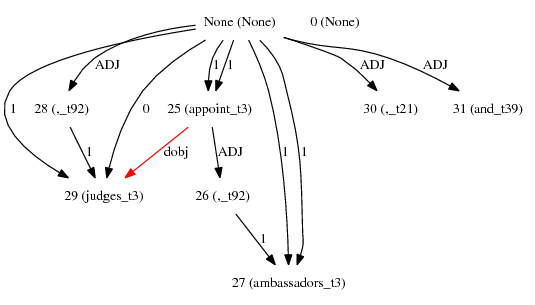 None (None) 0 (None)
ADJ ADJ ADJ
1 0 1 1 1 1
28 (,_t92) 25 (appoint_t3) 30 (,_t21) 31 (and_t39)
1 dobj ADJ
29 (judges_t3) 26 (,_t92)
1
27 (ambassadors_t3)